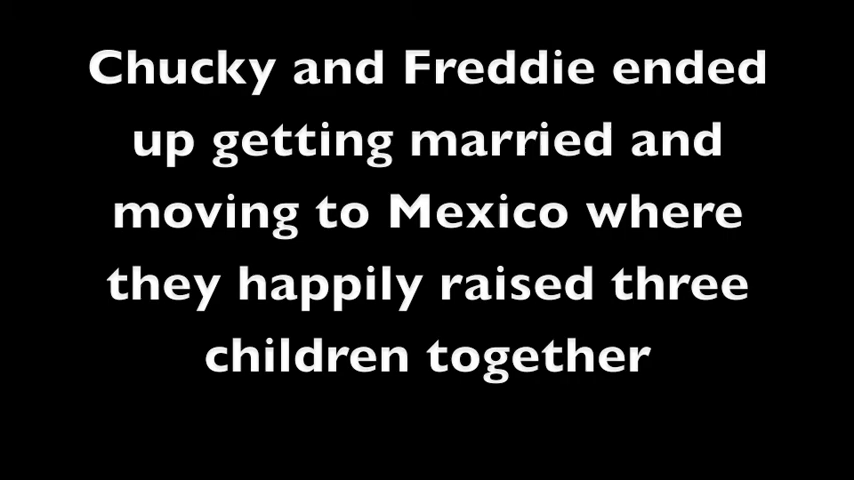 Chucky and Freddie ended
up getting married and
moving to Mexico where
they happily raised three
children together